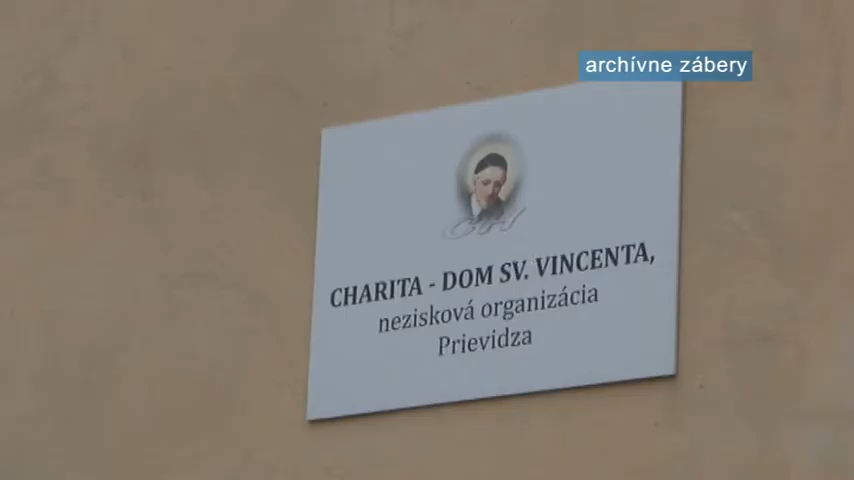 archívne zábery
CHARITA - DOM SV. VINCENTA,
nezisková organizácia
Prievidza